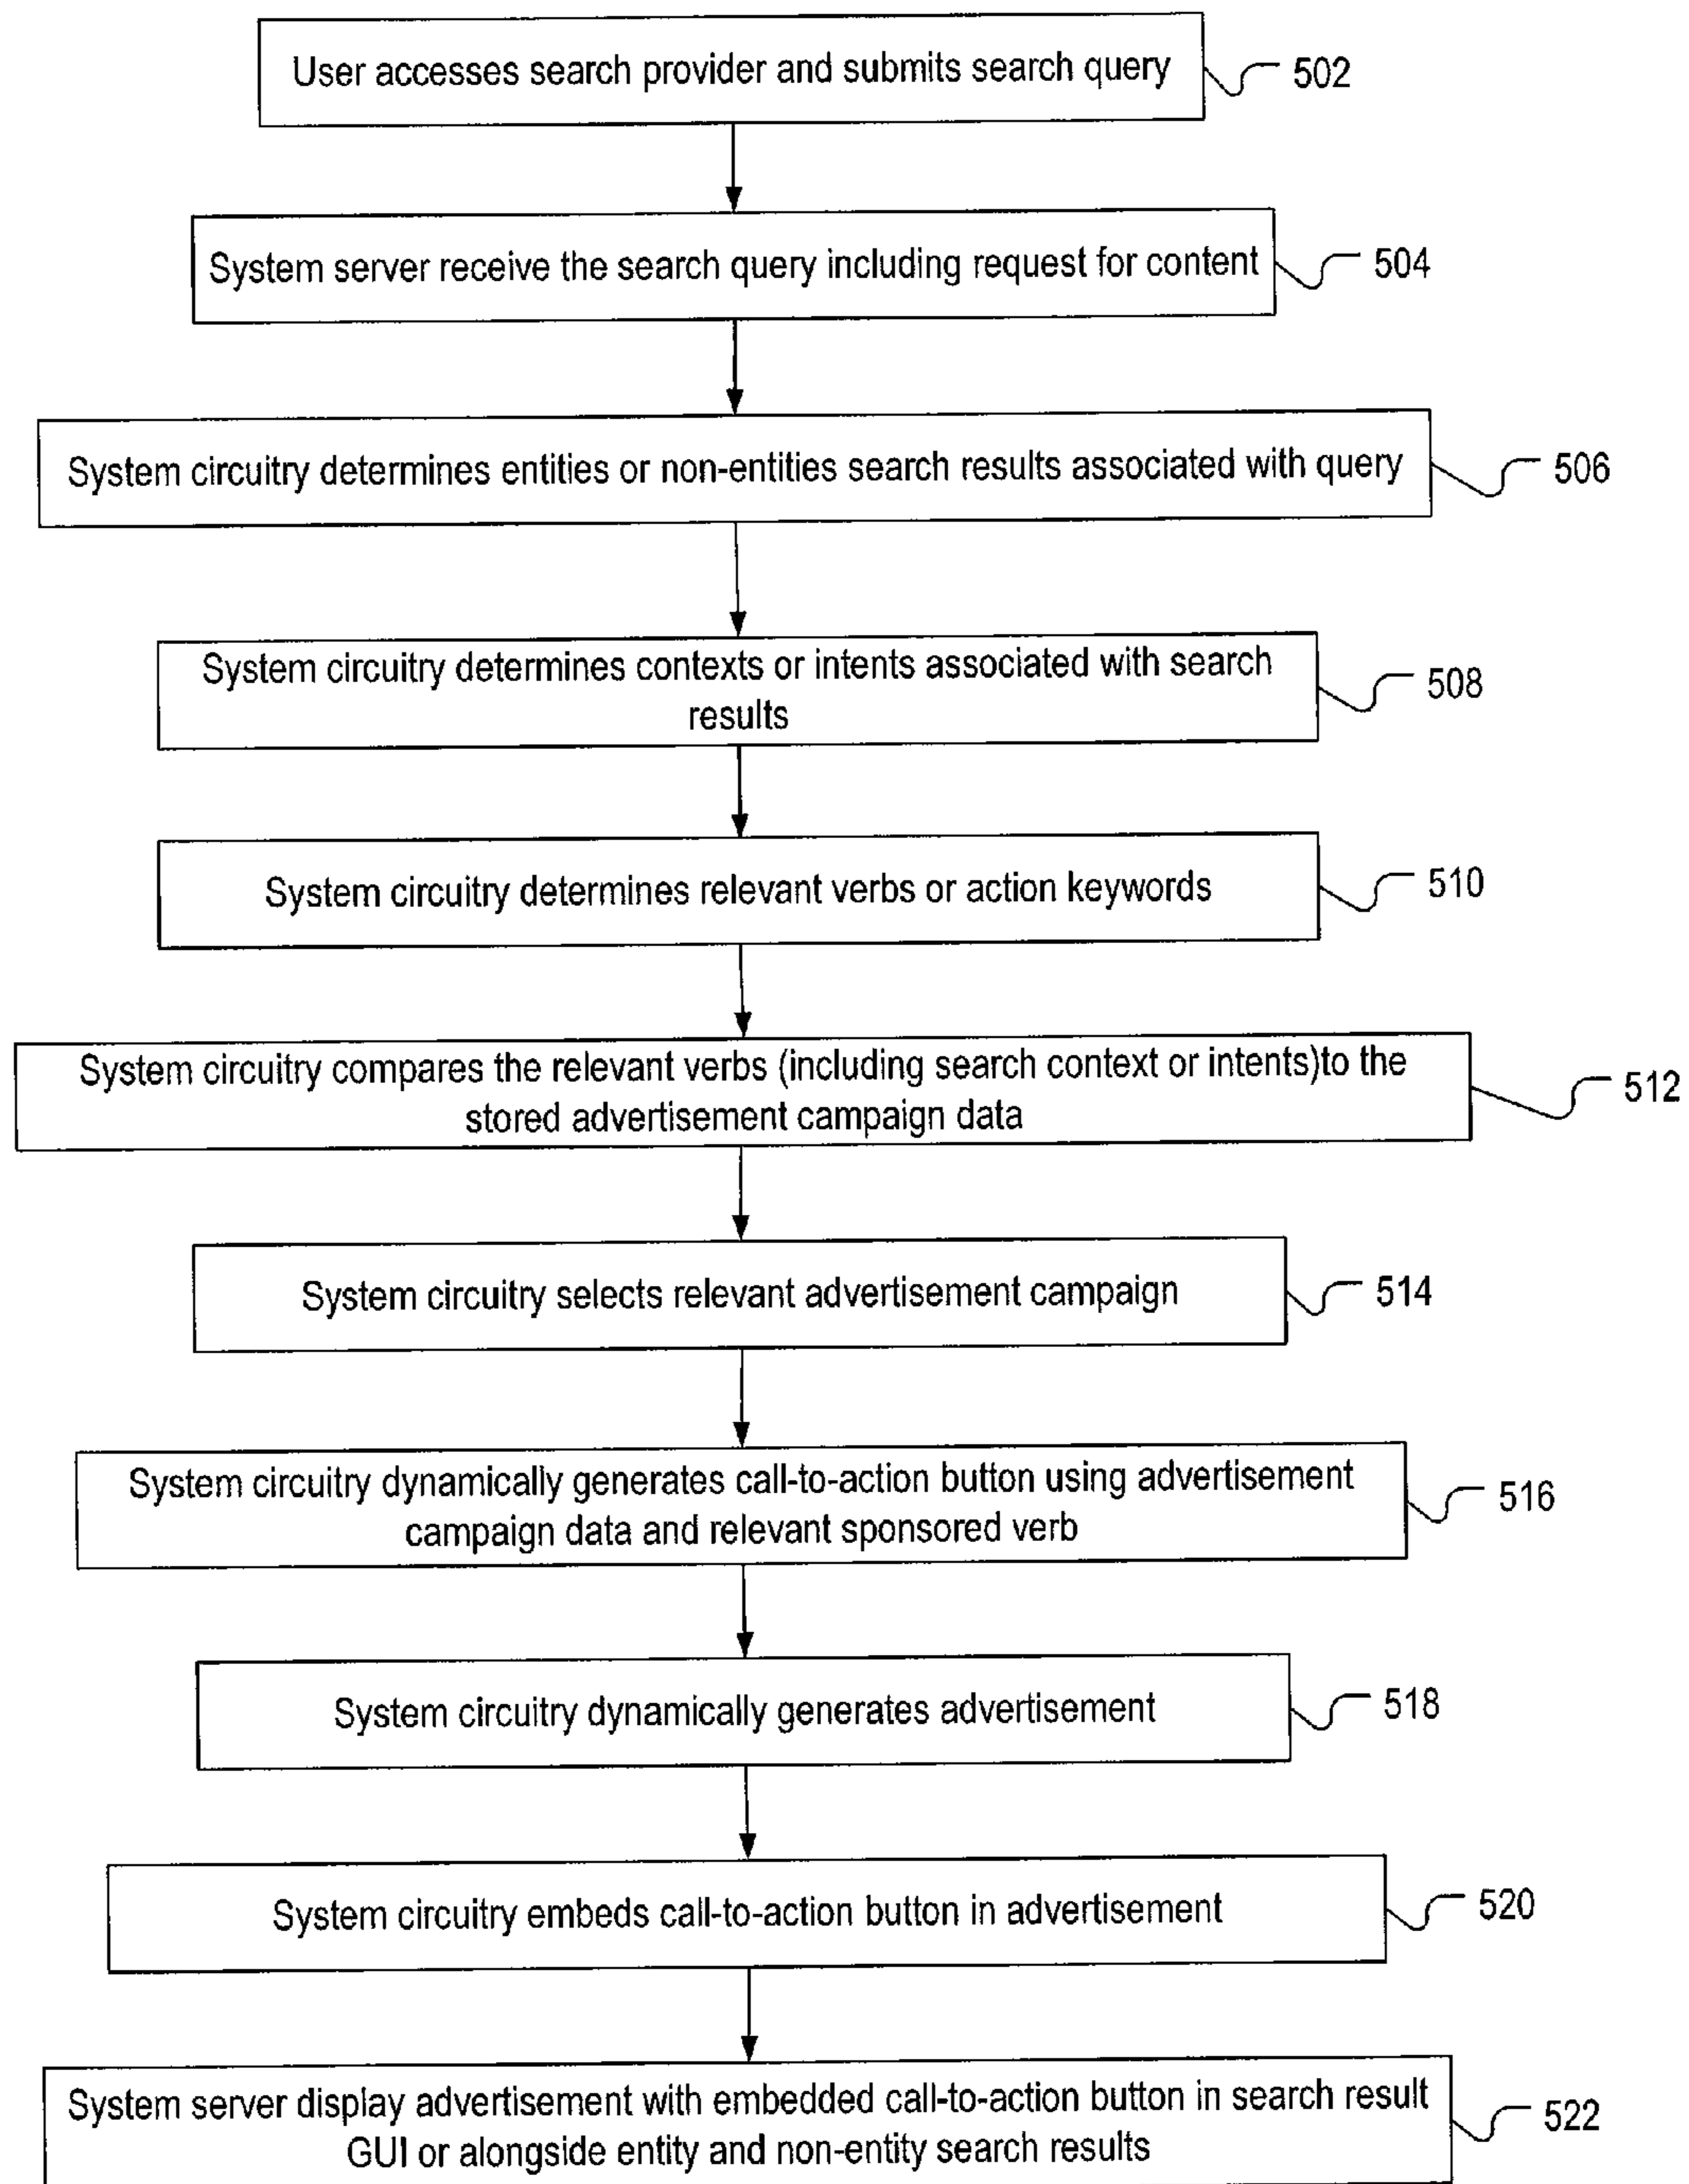 User accesses search provider and submits search query
502
System server receive the search query including request for content
504
System circuitry determines entities or non-entities search results associated with query
506
System circuitry determines contexts or intents associated with search
results
508
System circuitry determines relevant verbs or action keywords
510
System circuitry compares the relevant verbs (including search context or intents)to the
stored advertisement campaign data
512
System circuitry selects relevant advertisement campaign
514
System circuitry dynamically generates call-to-action button using advertisement
campaign data and relevant sponsored verb
516
System circuitry dynamically generates advertisement
518
System circuitry embeds call-to-action button in advertisement
520
System server display advertisement with embedded call-to-action button in search result
GUI or alongside entity and non-entity search results
522